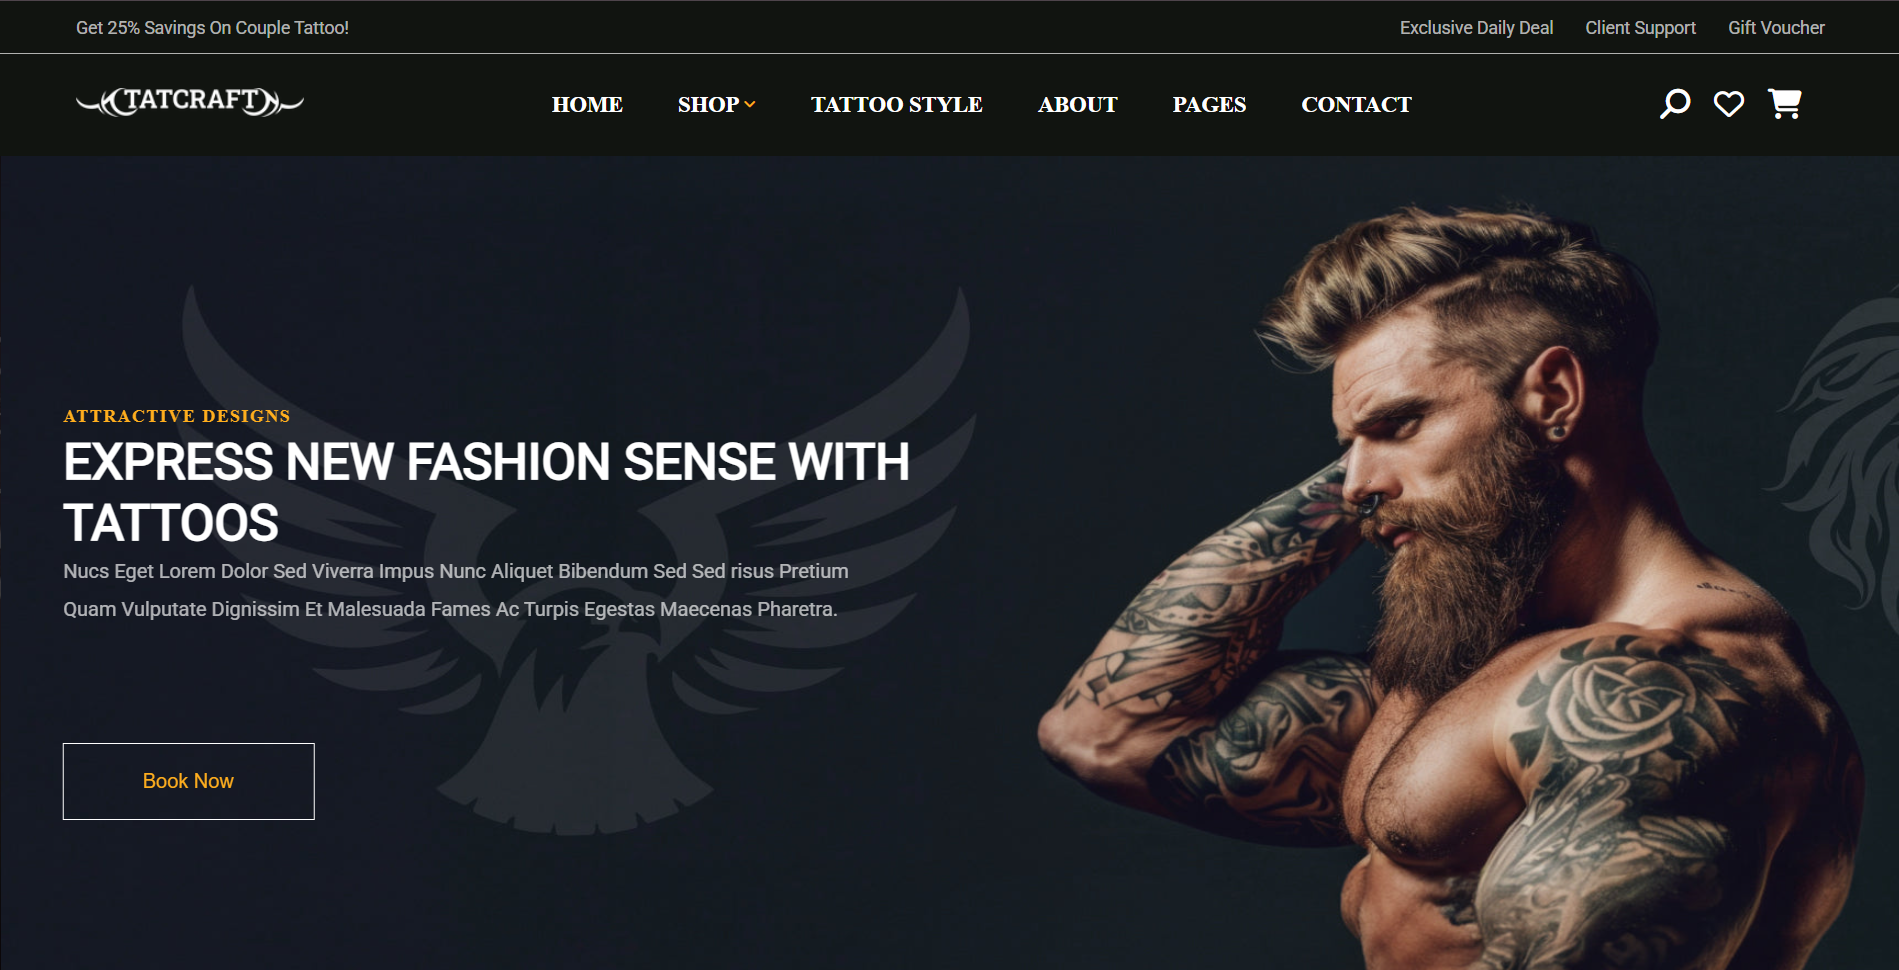 Get 25% Savings On Couple Tattoo!
Exclusive Daily Deal
Client Support
Gift Voucher
TATCRAFT
HOME
SHOP
TATTOO STYLE
ABOUT
PAGES
CONTACT
ATTRACTIVE DESIGNS
EXPRESS NEW FASHION SENSE WITH
TATTOOS
Nucs Eget Lorem Dolor Sed Viverra Impus Nunc Aliquet Bibendum Sed Sed risus Pretium
Quam Vulputate Dignissim Et Malesuada Fames Ac Turpis Egestas Maecenas Pharetra.
Book Now